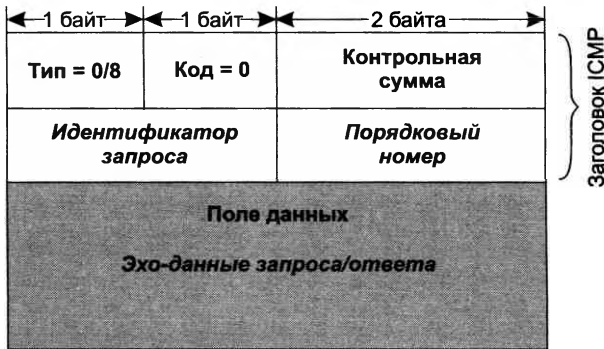 1 байт 1 байт 2 байта
Тип = 0/8 Код = 0 Контрольная
сумма
Идентификатор Порядковый
запроса номер
Заголовок ICMP
Поле данных
Эхо-данные запроса/ответа